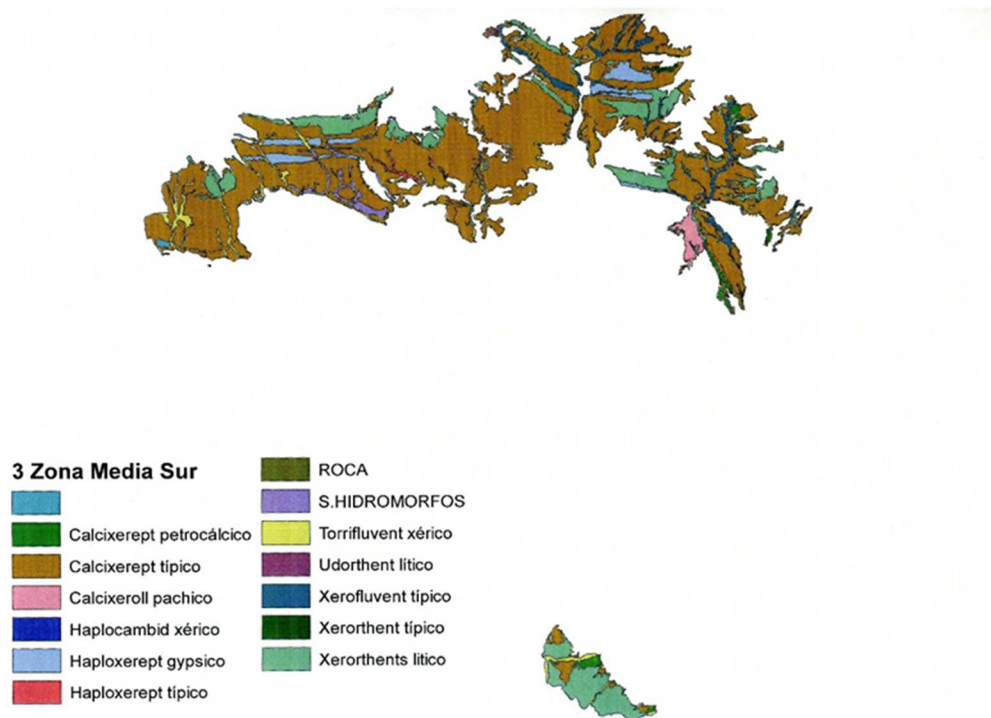 3 Zona Media Sur
Calcixerept petrocálcico
Calcixerept típico
Calcixeroll pachico
Haplocambid xérico
Haploxerept gypsico
Haploxerept típico
ROCA
S.HIDROMORFOS
Torrifluvent xérico
Udorthent lítico
Xerofluvent típico
Xerorthent típico
Xerorthents lítico